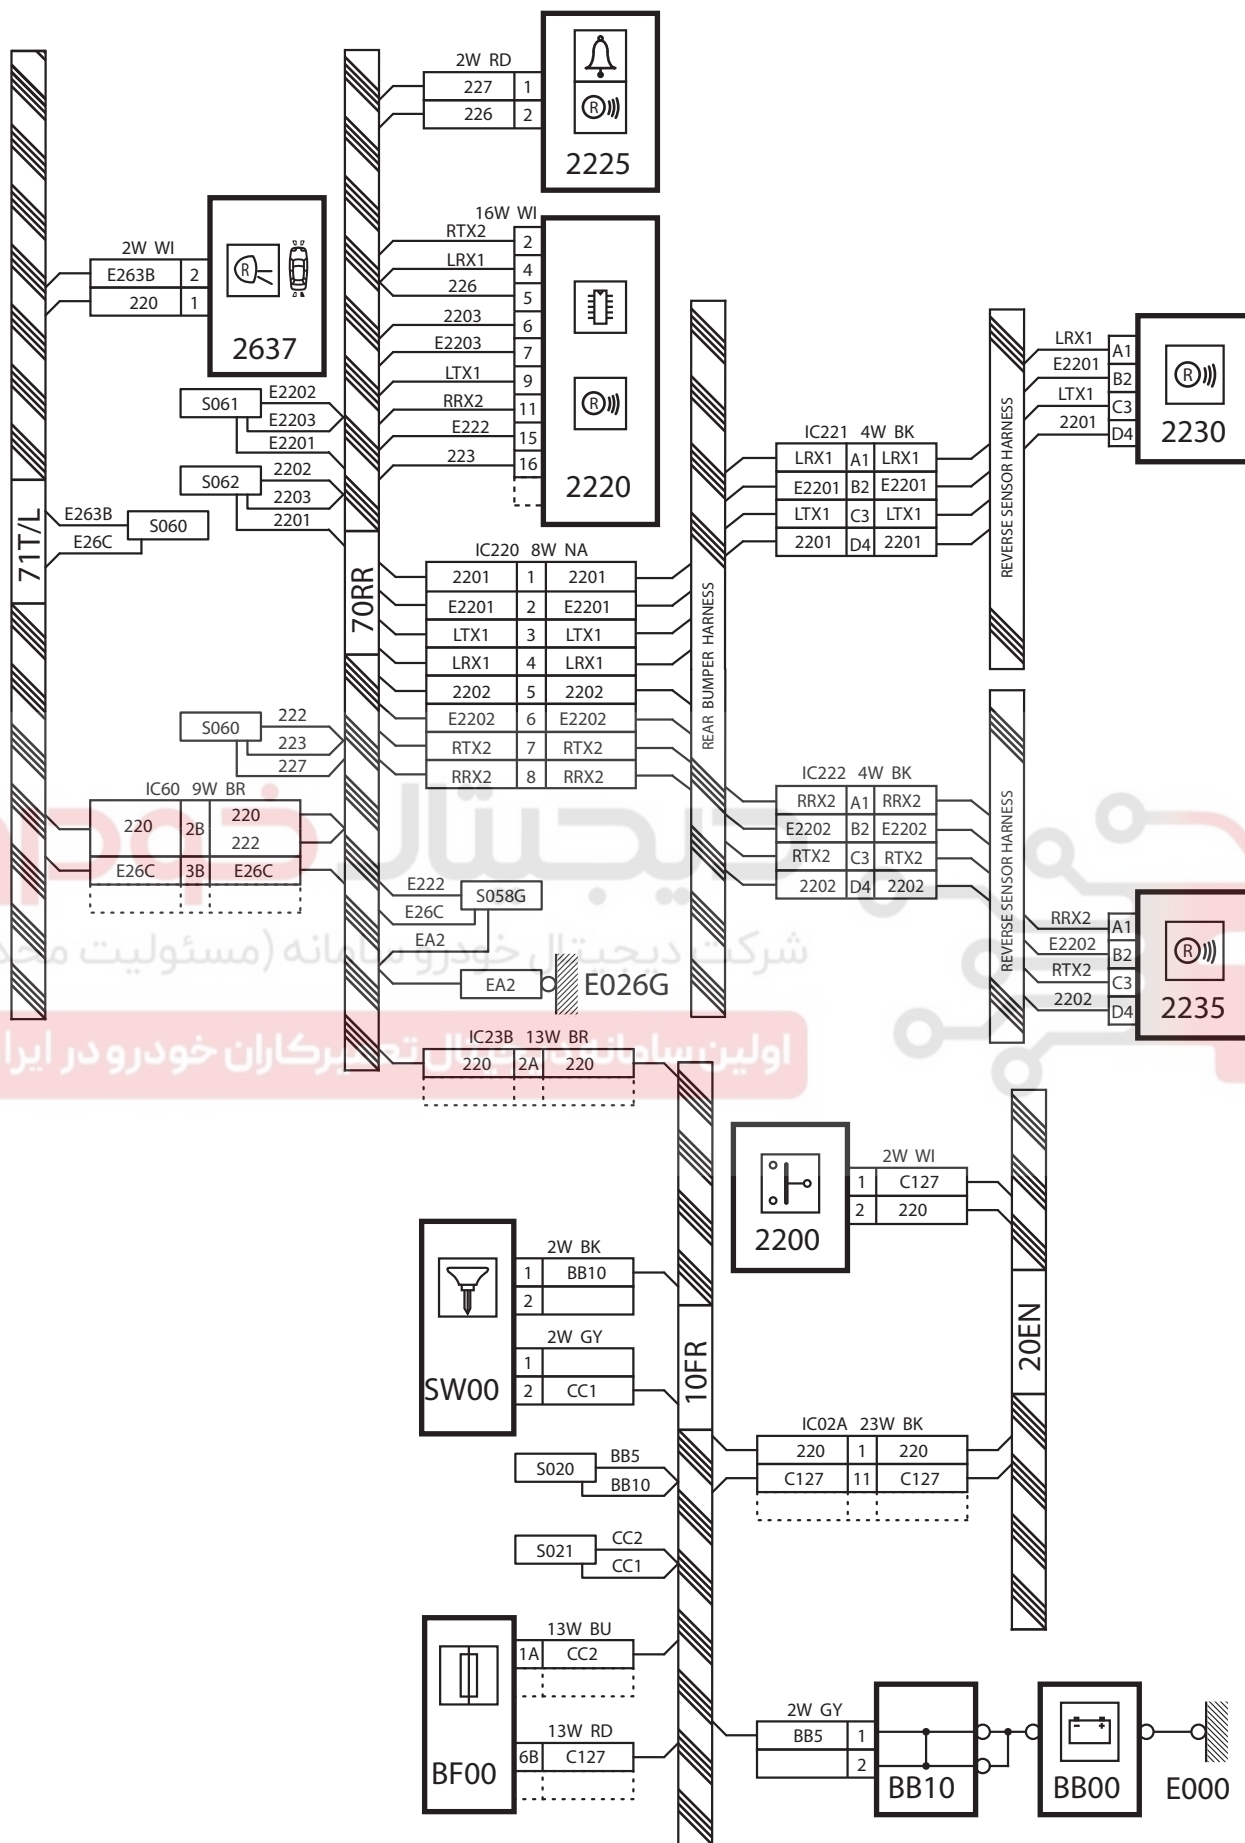 2W RD
227 1
226 2
2225
2W WI
E263B 2
220 1
2637
16W WI
RTX2 2
LRX1 4
226 5
2203 6
E2203 7
LTX1 9
RRX2 11
E222 15
223 16
2220
S061
E2202
E2203
E2201
S062
2202
2203
2201
71T/L
E263B
S060
E26C
70RR
IC220 8W NA
2201 1 2201
E2201 2 E2201
LTX1 3 LTX1
LRX1 4 LRX1
2202 5 2202
E2202 6 E2202
RTX2 7 RTX2
RRX2 8 RRX2
REAR BUMPER HARNESS
IC221 4W BK
LRX1 A1 LRX1
E2201 B2 E2201
LTX1 C3 LTX1
2201 D4 2201
REVERSE SENSOR HARNESS
LRX1 A1
E2201 B2
LTX1 C3
2201 D4
2230
S060
222
223
227
IC60 9W BR
220 2B 220
222
E26C 3B E26C
IC222 4W BK
RRX2 A1 RRX2
E2202 B2 E2202
RTX2 C3 RTX2
2202 D4 2202
REVERSE SENSOR HARNESS
RRX2 A1
E2202 B2
RTX2 C3
2202 D4
2235
E222
S058G
E26C
EA2
EA2
E026G
دیجیتال خودرو
شرکت دیجیتال خودرو سامانه (مسئولیت محد
اولین سامانه دیجیتال تعمیرکاران خودرو در ایرا
IC23B 13W BR
220 2A 220
2200
2W WI
1 C127
2 220
SW00
2W BK
1 BB10
2
2W GY
1
2 CC1
10FR
20EN
IC02A 23W BK
220 1 220
C127 11 C127
S020
BB5
BB10
S021
CC2
CC1
BF00
13W BU
1A CC2
13W RD
6B C127
2W GY
BB5 1
2
BB10
BB00
E000